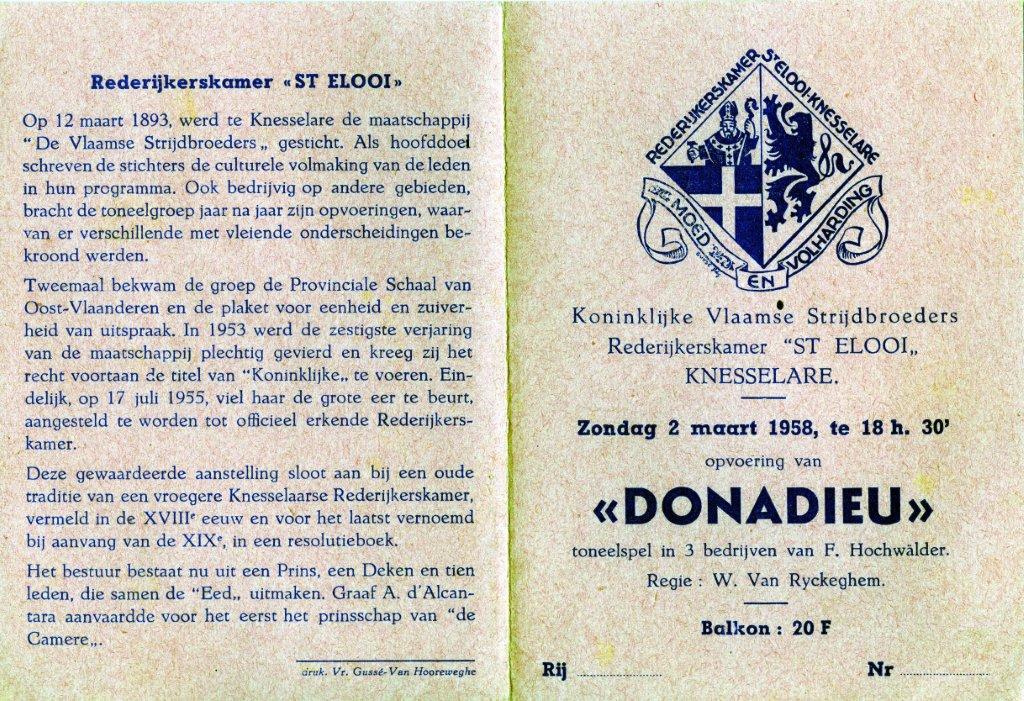 Rederijkerskamer «ST ELOOI»
Op 12 maart 1893, werd te Knesselare de maatschappij
“De Vlaamse Strijdbroeders„ gesticht. Als hoofddoel
schreven de stichters de culturele volmaking van de leden
in hun programma. Ook bedrijvig op andere gebieden,
bracht de toneelgroep jaar na jaar zijn opvoeringen, waar-
van er verschillende met vleiende onderscheidingen be-
kroond werden.
Tweemaal bekwam de groep de Provinciale Schaal van
Oost-Vlaanderen en de plaket voor eenheid en zuiver-
heid van uitspraak. In 1953 werd de zestigste verjaring
van de maatschappij plechtig gevierd en kreeg zij het
recht voortaan de titel van “Koninklijke„ te voeren. Ein-
delijk, op 17 juli 1955, viel haar de grote eer te beurt,
aangesteld te worden tot officieel erkende Rederijkers-
kamer.
Deze gewaardeerde aanstelling sloot aan bij een oude
traditie van een vroegere Knesselaarse Rederijkerskamer,
vermeld in de XVIIIe eeuw en voor het laatst vernoemd
bij aanvang van de XIXe, in een resolutieboek.
Het bestuur bestaat nu uit een Prins, een Deken en tien
leden, die samen de “Eed„ uitmaken. Graaf A. d'Alcan-
tara aanvaardde voor het eerst het prinsschap van “de
Camere„.
druk. Vr. Gussé-Van Hooreweghe
REDERIJKERSKAMER ST ELOOI-KNESSELARE
MOED EN VOLHARDING
Koninklijke Vlaamse Strijdbroeders
Rederijkerskamer “ST ELOOI„
KNESSELARE.
Zondag 2 maart 1958, te 18 h. 30'
opvoering van
«DONADIEU»
toneelspel in 3 bedrijven van F. Hochwälder.
Regie : W. Van Ryckeghem.
Balkon : 20 F
Rij
Nr